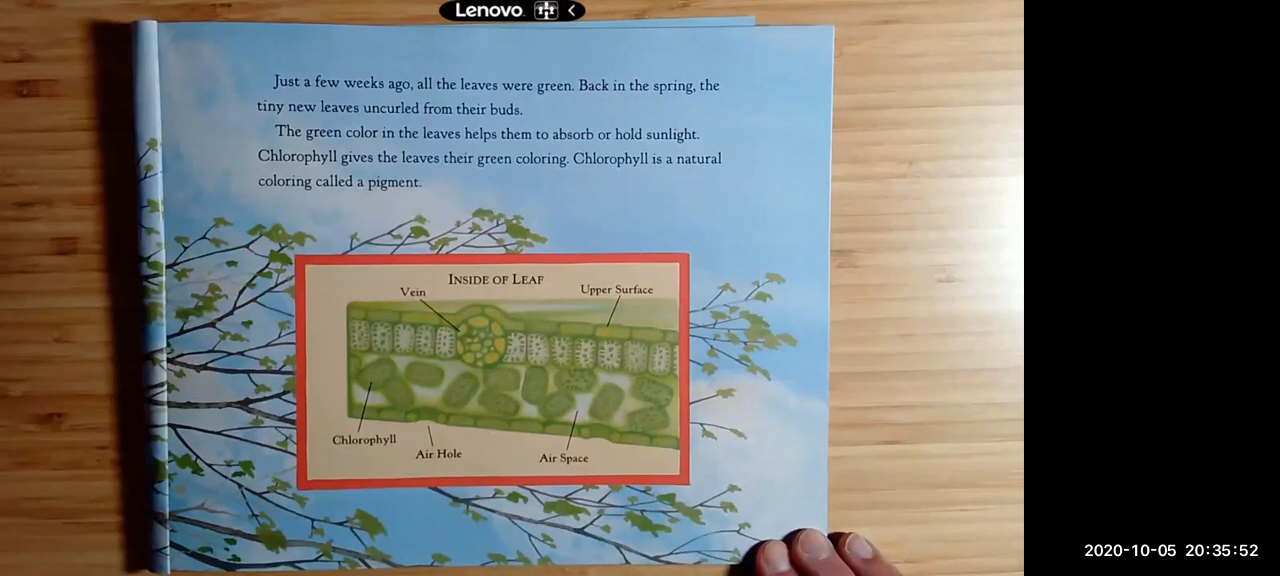 Lenovo
Just a few weeks ago, all the leaves were green. Back in the spring, the
tiny new leaves uncurled from their buds.
The green color in the leaves helps them to absorb or hold sunlight.
Chlorophyll gives the leaves their green coloring. Chlorophyll is a natural
coloring called a pigment.
INSIDE OF LEAF
Vein
Upper Surface
Chlorophyll
Air Hole
Air Space
2020-10-05 20:35:52